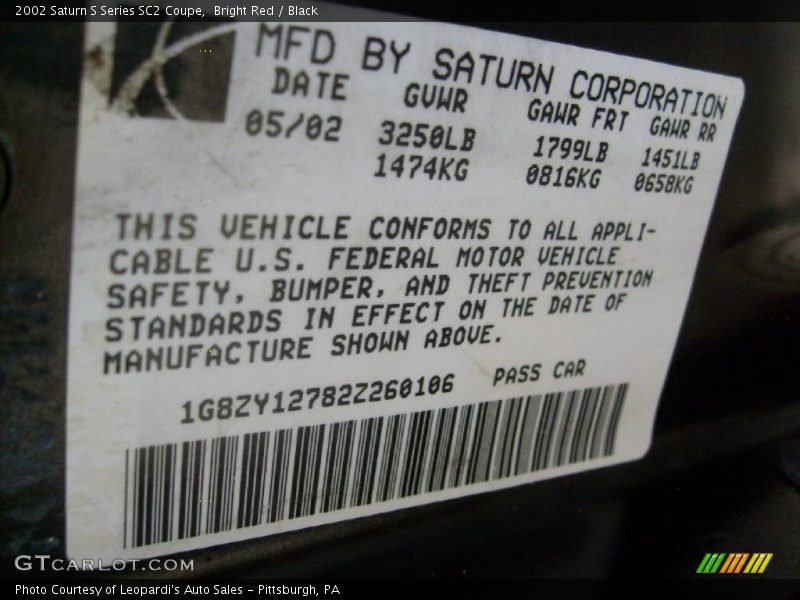 2002 Saturn S Series SC2 Coupe,  Bright Red / Black
MFD BY SATURN CORPORATION
DATE GVWR GAWR FRT GAWR RR
05/02 3250LB 1799LB 1451LB
1474KG 0816KG 0658KG
THIS VEHICLE CONFORMS TO ALL APPLI-
CABLE U.S. FEDERAL MOTOR VEHICLE
SAFETY, BUMPER, AND THEFT PREVENTION
STANDARDS IN EFFECT ON THE DATE OF
MANUFACTURE SHOWN ABOVE.
1G8ZY12782Z260106 PASS CAR
GTCARLOT.COM
Photo Courtesy of Leopardi's Auto Sales - Pittsburgh, PA